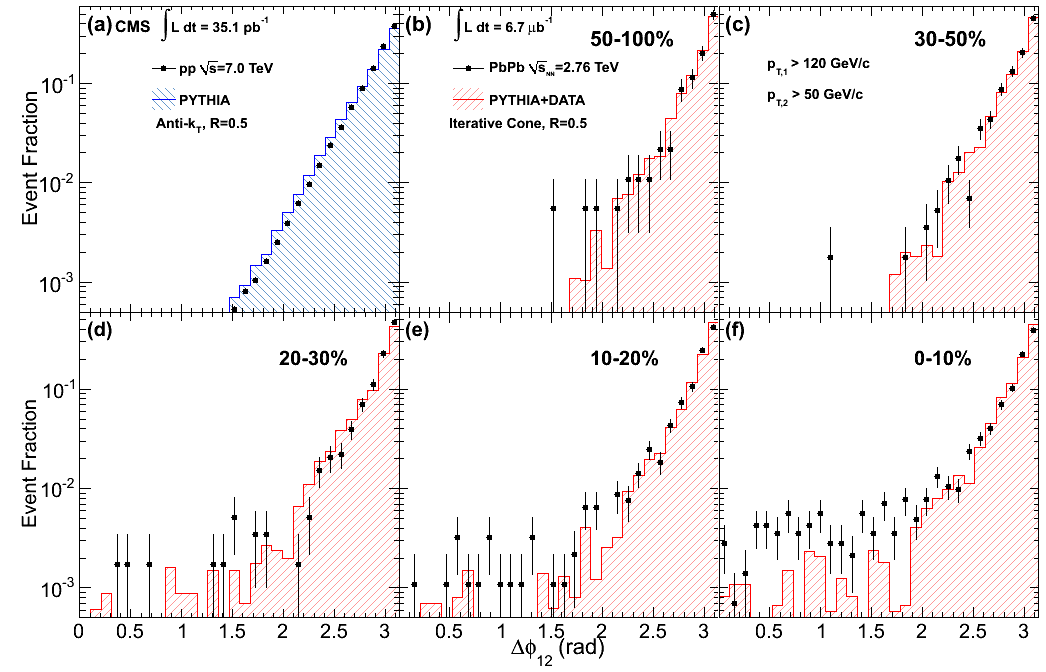 (a) CMS ∫L dt = 35.1 pb⁻¹
pp √s=7.0 TeV
PYTHIA
Anti-k_T, R=0.5
(b) ∫L dt = 6.7 μb⁻¹
50-100%
PbPb √s_NN=2.76 TeV
PYTHIA+DATA
Iterative Cone, R=0.5
(c)
30-50%
p_T,1 > 120 GeV/c
p_T,2 > 50 GeV/c
Event Fraction
10⁻¹
10⁻²
10⁻³
(d)
20-30%
(e)
10-20%
(f)
0-10%
Event Fraction
10⁻¹
10⁻²
10⁻³
0 0.5 1 1.5 2 2.5 3
0.5 1 1.5 2 2.5 3
0 0.5 1 1.5 2 2.5 3
Δϕ₁₂ (rad)